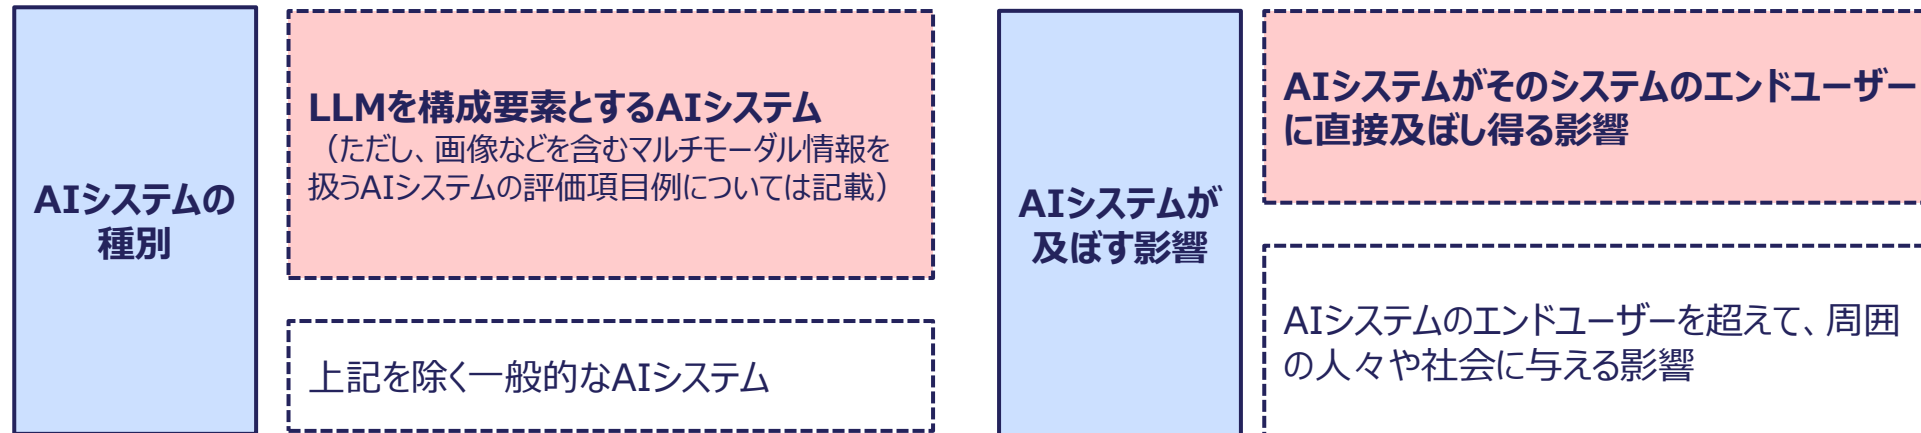 AIシステムの
種別
LLMを構成要素とするAIシステム
（ただし、画像などを含むマルチモーダル情報を
扱うAIシステムの評価項目例については記載）
上記を除く一般的なAIシステム
AIシステムが
及ぼす影響
AIシステムがそのシステムのエンドユーザー
に直接及ぼし得る影響
AIシステムのエンドユーザーを超えて、周囲
の人々や社会に与える影響